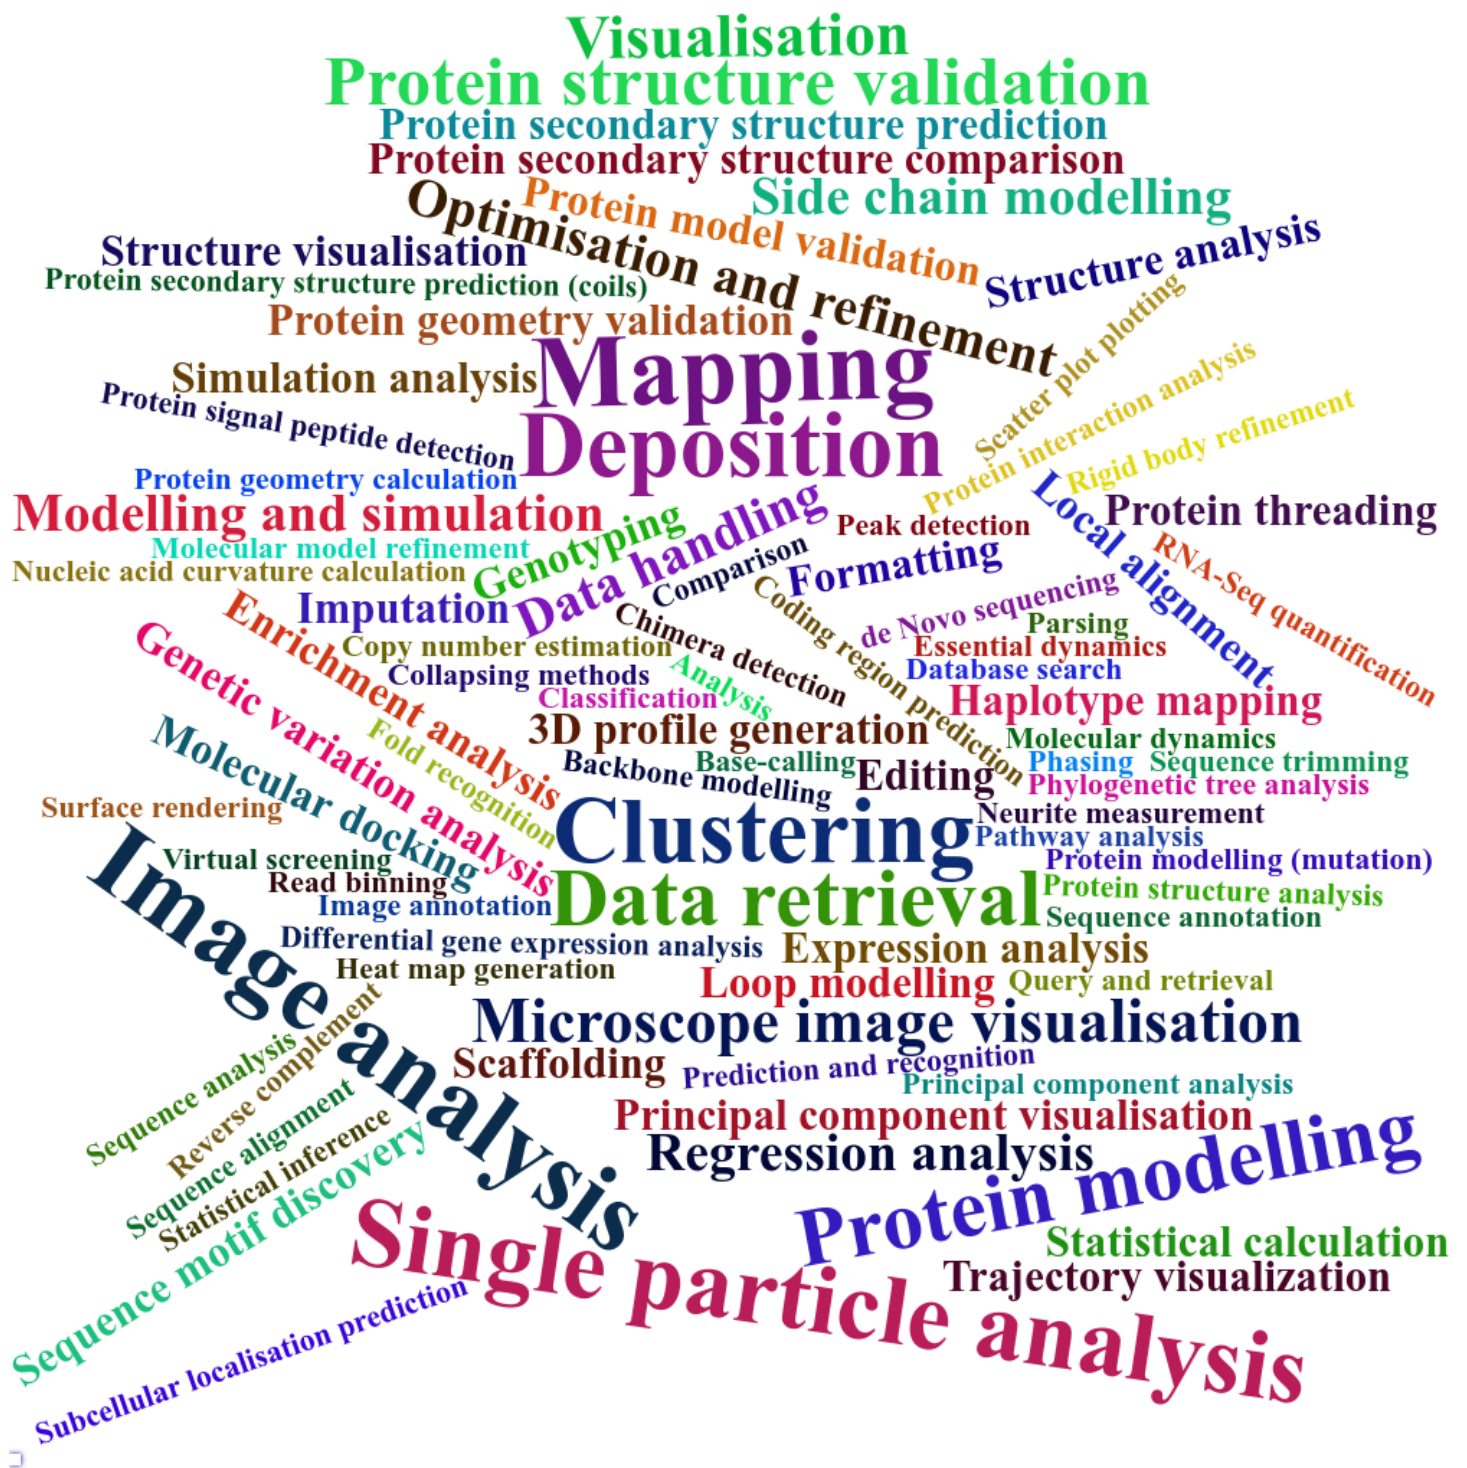 Visualisation
Protein structure validation
Protein secondary structure prediction
Protein secondary structure comparison
Optimisation and refinement
Protein model validation
Side chain modelling
Structure analysis
Structure visualisation
Protein secondary structure prediction (coils)
Protein geometry validation
Scatter plot plotting
Mapping
Simulation analysis
Protein signal peptide detection
Protein interaction analysis
Rigid body refinement
Deposition
Protein geometry calculation
Modelling and simulation
Local alignment
Protein threading
Genotyping
Data handling
Peak detection
Molecular model refinement
Nucleic acid curvature calculation
Comparison
Formatting
RNA-Seq quantification
Imputation
Enrichment analysis
Coding region prediction
de Novo sequencing
Chimera detection
Parsing
Genetic variation analysis
Copy number estimation
Essential dynamics
Collapsing methods
Analysis
Database search
Classification
Haplotype mapping
Molecular docking
Fold recognition
3D profile generation
Molecular dynamics
Backbone modelling
Base-calling
Phasing
Sequence trimming
Editing
Phylogenetic tree analysis
Surface rendering
Clustering
Neurite measurement
Pathway analysis
Image analysis
Virtual screening
Protein modelling (mutation)
Read binning
Data retrieval
Protein structure analysis
Image annotation
Sequence annotation
Differential gene expression analysis
Expression analysis
Heat map generation
Loop modelling
Query and retrieval
Microscope image visualisation
Reverse complement
Sequence analysis
Scaffolding
Prediction and recognition
Principal component analysis
Sequence alignment
Principal component visualisation
Statistical inference
Regression analysis
Protein modelling
Sequence motif discovery
Single particle analysis
Statistical calculation
Trajectory visualization
Subcellular localisation prediction